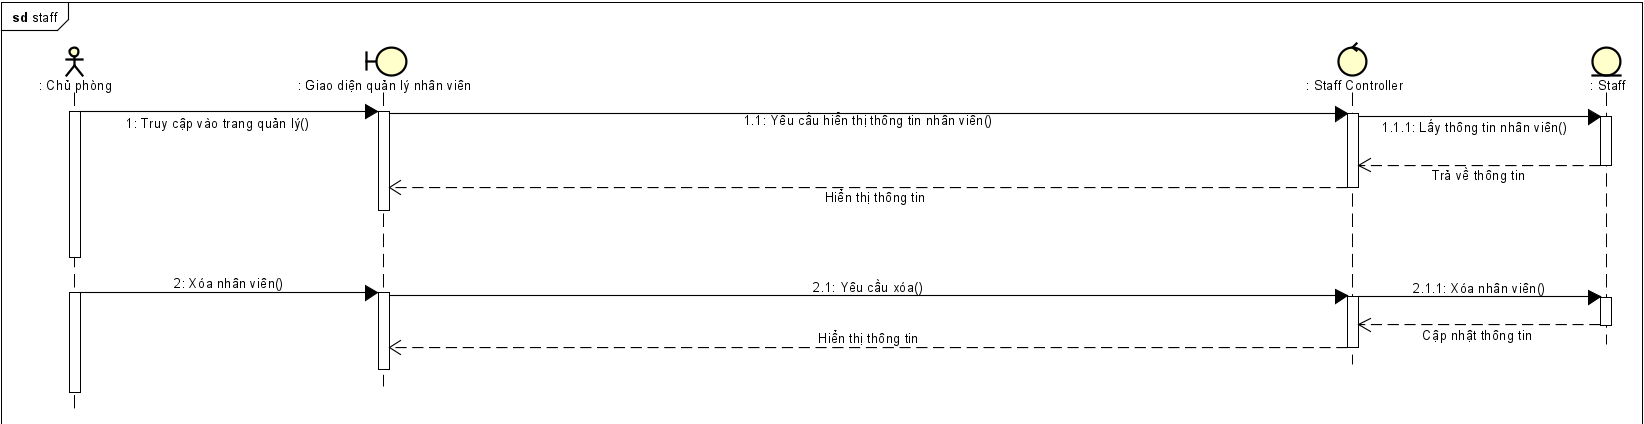 sd staff
: Chủ phòng
: Giao diện quản lý nhân viên
: Staff Controller
: Staff
1: Truy cập vào trang quản lý()
1.1: Yêu cầu hiển thị thông tin nhân viên()
1.1.1: Lấy thông tin nhân viên()
Trả về thông tin
Hiển thị thông tin
2: Xóa nhân viên()
2.1: Yêu cầu xóa()
2.1.1: Xóa nhân viên()
Cập nhật thông tin
Hiển thị thông tin